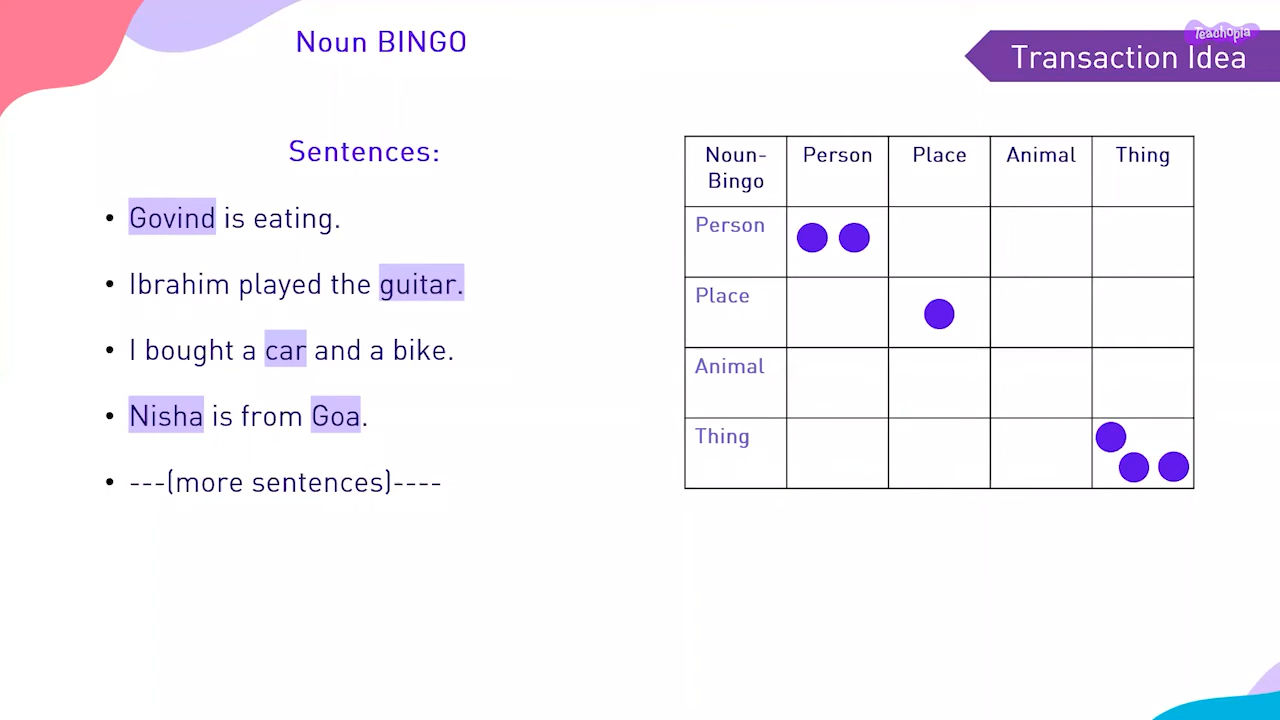 Noun BINGO
Teachopia
Transaction Idea
Sentences:
• Govind is eating.
• Ibrahim played the guitar.
• I bought a car and a bike.
• Nisha is from Goa.
• ---(more sentences)----
Noun-
Bingo
Person
Place
Animal
Thing
Person
Place
Animal
Thing